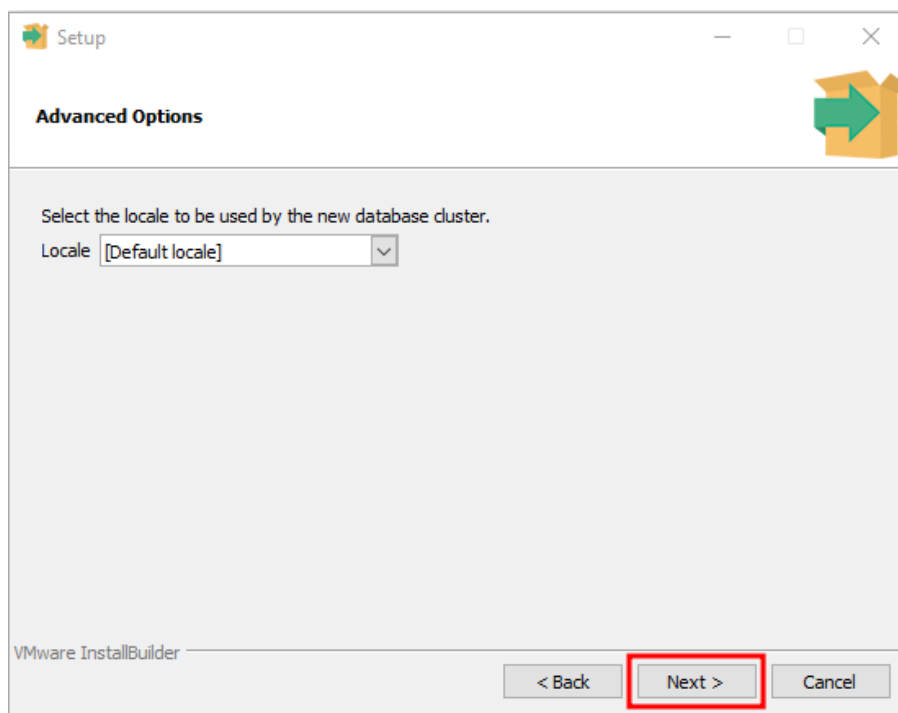 Setup
Advanced Options
Select the locale to be used by the new database cluster.
Locale [Default locale]
VMware InstallBuilder
< Back Next > Cancel